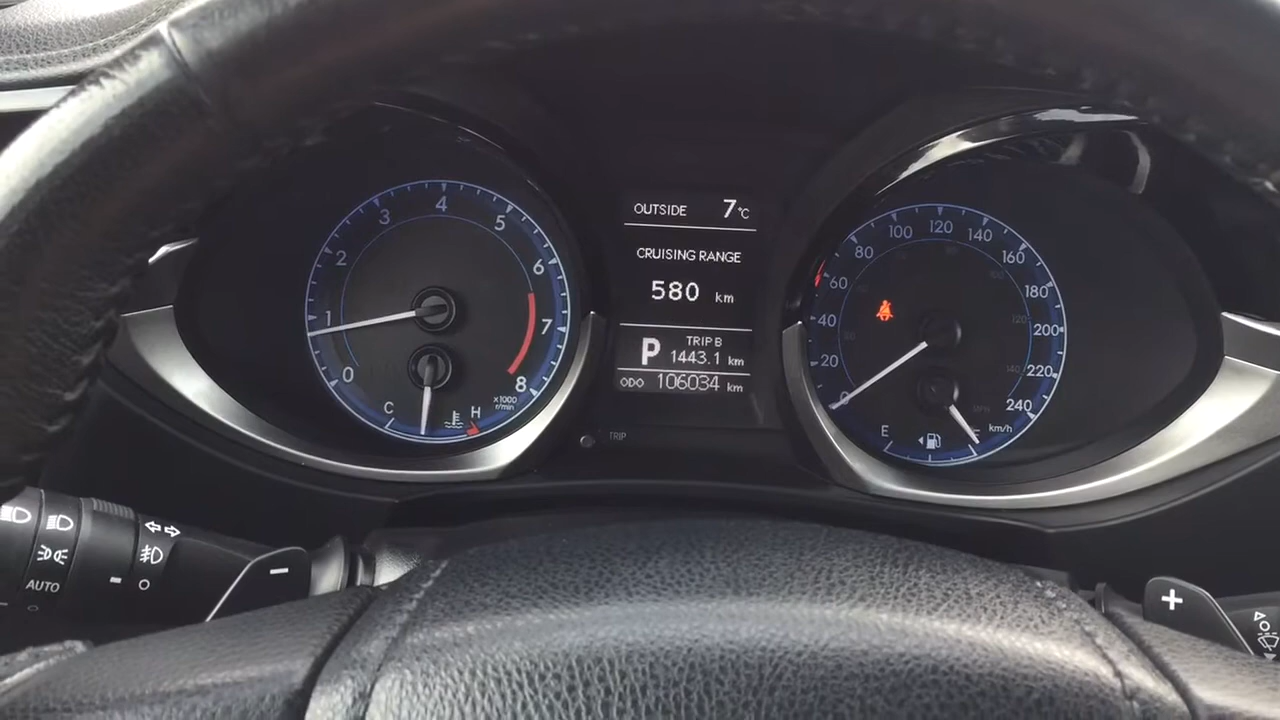 OUTSIDE 7°C
CRUISING RANGE
580 km
P
TRIP B
1443.1 km
ODO 106034 km
TRIP
0 1 2 3 4 5 6 7 8
x1000
r/min
C H
0 20 40 60 80 100 120 140 160 180 200 220 240
km/h
E
AUTO
-
+